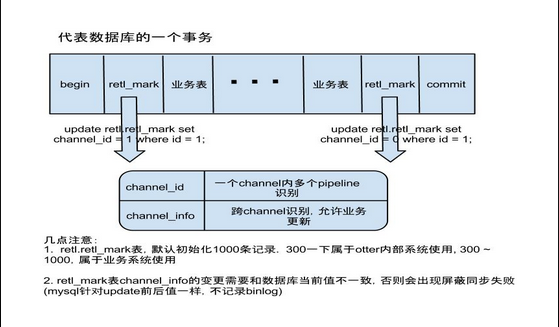 代表数据库的一个事务
begin retl_mark 业务表 业务表 retl_mark commit
update retl.retl_mark set
channel_id = 1 where id = 1;
update retl.retl_mark set
channel_id = 0 where id = 1;
channel_id 一个channel内多个pipeline
识别
channel_info 跨channel识别, 允许业务
更新
几点注意:
1. retl.retl_mark表, 默认初始化1000条记录. 300一下属于otter内部系统使用, 300 ~
1000, 属于业务系统使用
2. retl_mark表channel_info的变更需要和数据库当前值不一致, 否则会出现屏蔽同步失败
(mysql针对update前后值一样, 不记录binlog)